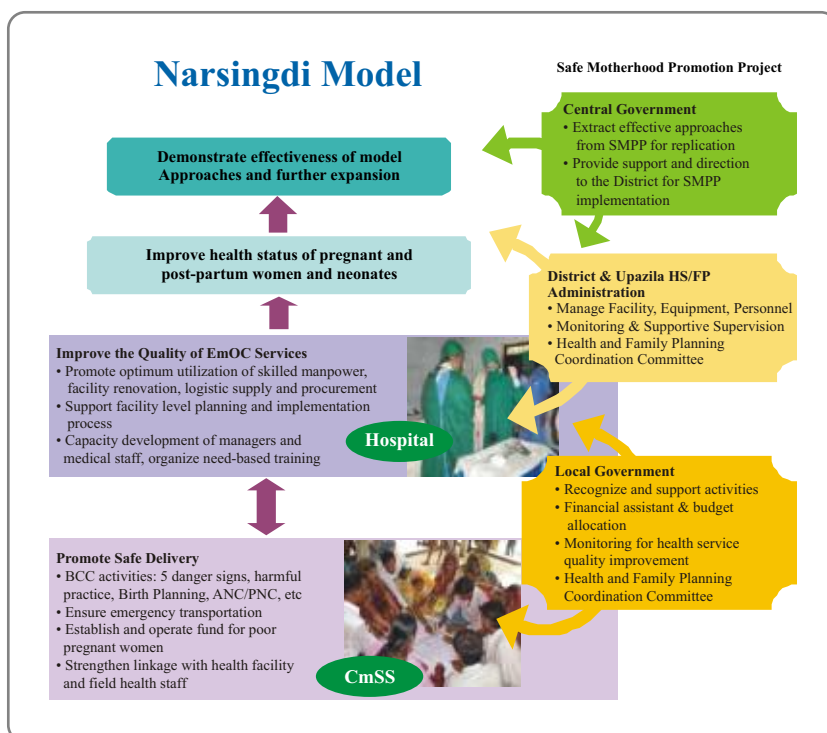 Narsingdi Model
Safe Motherhood Promotion Project
Central Government
• Extract effective approaches
from SMPP for replication
• Provide support and direction
to the District for SMPP
implementation
Demonstrate effectiveness of model
Approaches and further expansion
Improve health status of pregnant and
post-partum women and neonates
District & Upazila HS/FP
Administration
• Manage Facility, Equipment, Personnel
• Monitoring & Supportive Supervision
• Health and Family Planning
Coordination Committee
Improve the Quality of EmOC Services
• Promote optimum utilization of skilled manpower,
facility renovation, logistic supply and procurement
• Support facility level planning and implementation
process
• Capacity development of managers and
medical staff, organize need-based training
Hospital
Local Government
• Recognize and support activities
• Financial assistant & budget
allocation
• Monitoring for health service
quality improvement
• Health and Family Planning
Coordination Committee
Promote Safe Delivery
• BCC activities: 5 danger signs, harmful
practice, Birth Planning, ANC/PNC, etc
• Ensure emergency transportation
• Establish and operate fund for poor
pregnant women
• Strengthen linkage with health facility
and field health staff
CmSS